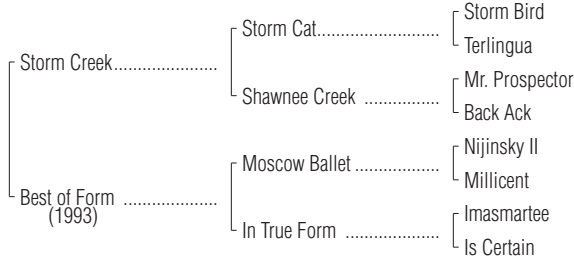 Storm Bird
Storm Cat
Terlingua
Storm Creek
Mr. Prospector
Shawnee Creek
Back Ack
Nijinsky II
Moscow Ballet
Millicent
Best of Form
(1993)
Imasmartee
In True Form
Is Certain